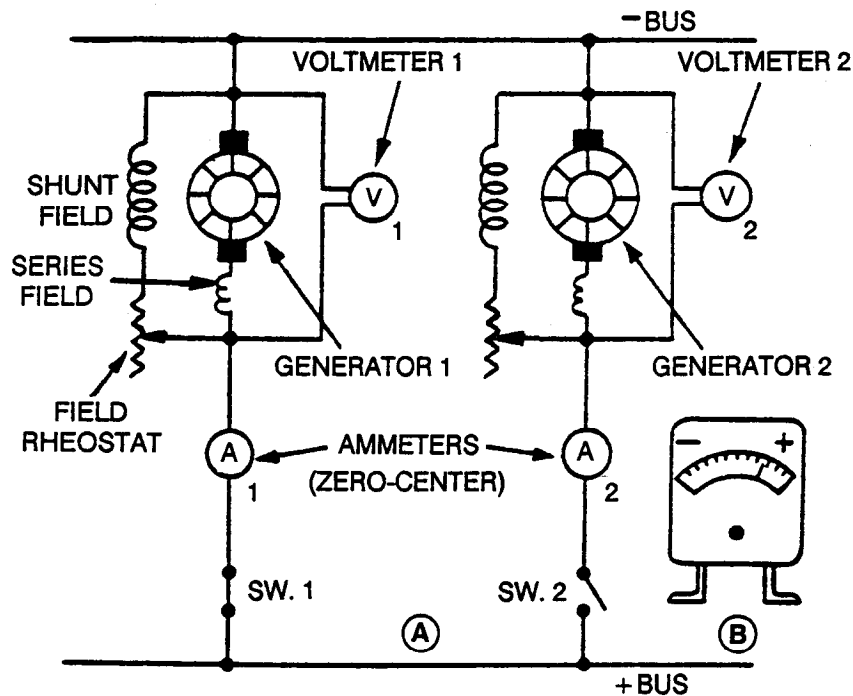 −BUS
VOLTMETER 1
VOLTMETER 2
SHUNT
FIELD
V
1
V
2
SERIES
FIELD
GENERATOR 1
GENERATOR 2
FIELD
RHEOSTAT
A
1
AMMETERS
(ZERO-CENTER)
A
2
− +
SW. 1
SW. 2
A
B
+BUS